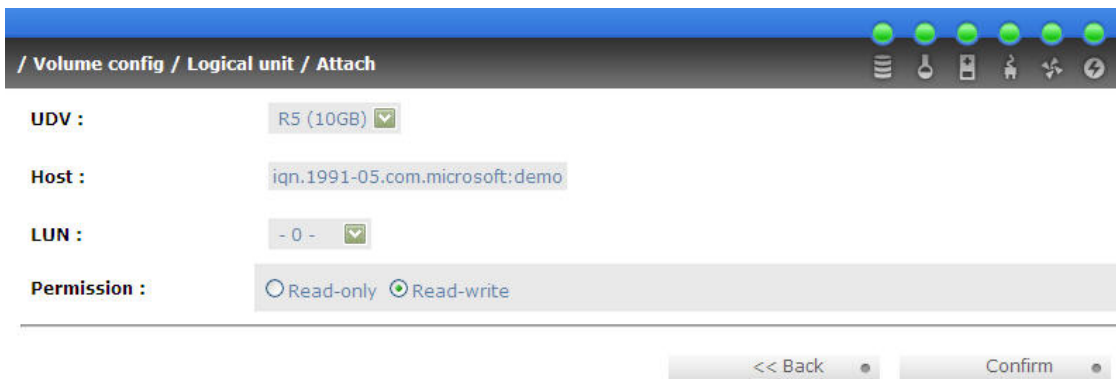 / Volume config / Logical unit / Attach
UDV : R5 (10GB)
Host : iqn.1991-05.com.microsoft:demo
LUN : - 0 -
Permission : Read-only Read-write
<< Back Confirm